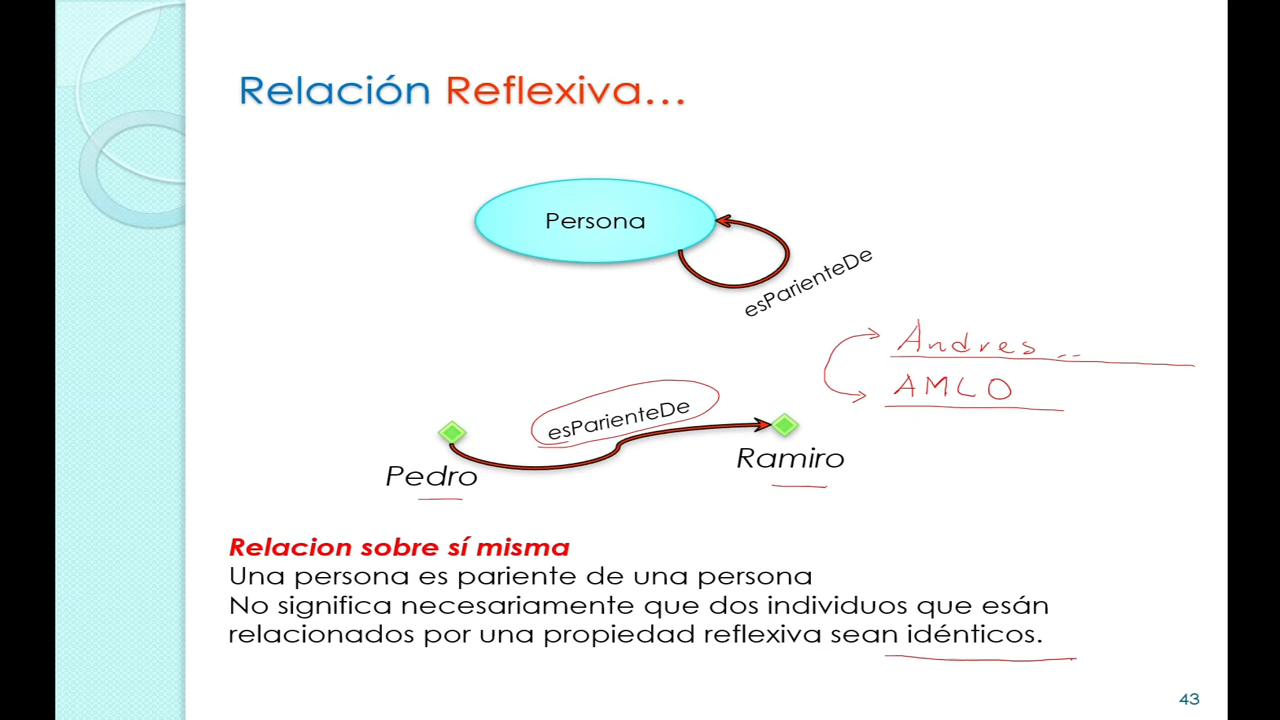 Relación Reflexiva...
Persona
esParienteDe
Andres ...
AMLO
esParienteDe
Pedro
Ramiro
Relacion sobre sí misma
Una persona es pariente de una persona
No significa necesariamente que dos individuos que esán
relacionados por una propiedad reflexiva sean idénticos.
43